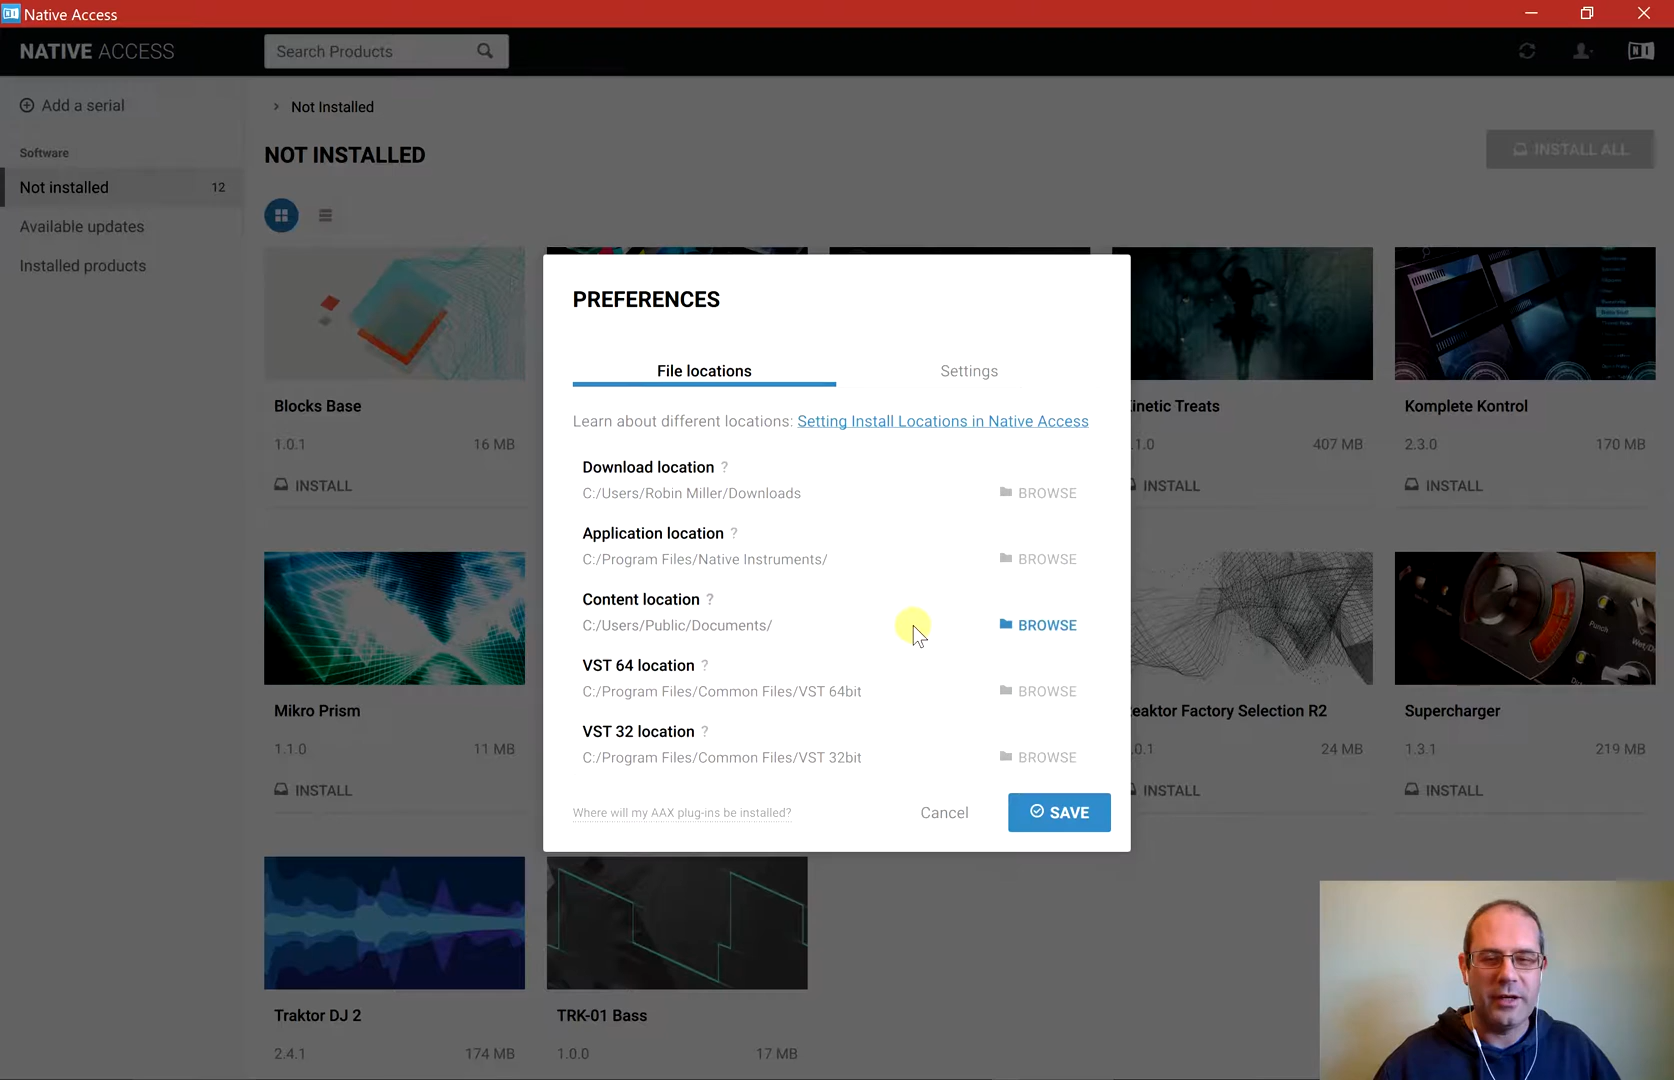 Native Access
NATIVE ACCESS
Search Products
Add a serial
Not Installed
Software
NOT INSTALLED
INSTALL ALL
Not installed 12
Available updates
Installed products
PREFERENCES
File locations Settings
Learn about different locations: Setting Install Locations in Native Access
Download location ?
C:/Users/Robin Miller/Downloads BROWSE
Application location ?
C:/Program Files/Native Instruments/ BROWSE
Content location ?
C:/Users/Public/Documents/ BROWSE
VST 64 location ?
C:/Program Files/Common Files/VST 64bit BROWSE
VST 32 location ?
C:/Program Files/Common Files/VST 32bit BROWSE
Where will my AAX plug-ins be installed? Cancel SAVE
Blocks Base
1.0.1 16 MB
INSTALL
inetic Treats
.1.0 407 MB
INSTALL
Komplete Kontrol
2.3.0 170 MB
INSTALL
Mikro Prism
1.1.0 11 MB
INSTALL
eaktor Factory Selection R2
.0.1 24 MB
INSTALL
Supercharger
1.3.1 219 MB
INSTALL
Traktor DJ 2
2.4.1 174 MB
TRK-01 Bass
1.0.0 17 MB